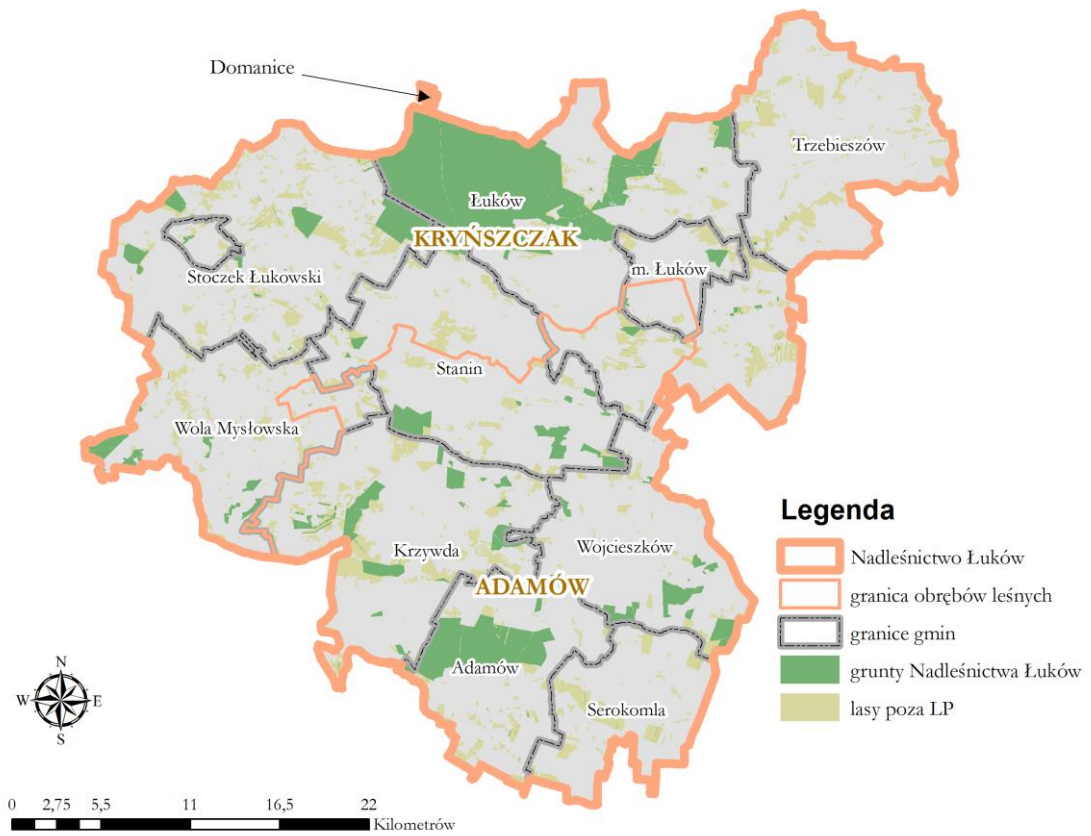 Domanice
Trzebieszów
Łuków
KRYŃSZCZAK
m. Łuków
Stoczek Łukowski
Stanin
Wola Mysłowska
Krzywda
Wojcieszków
ADAMÓW
Adamów
Serokomla
Legenda
Nadleśnictwo Łuków
granica obrębów leśnych
granice gmin
grunty Nadleśnictwa Łuków
lasy poza LP
N
W E
S
0 2,75 5,5 11 16,5 22
Kilometrów